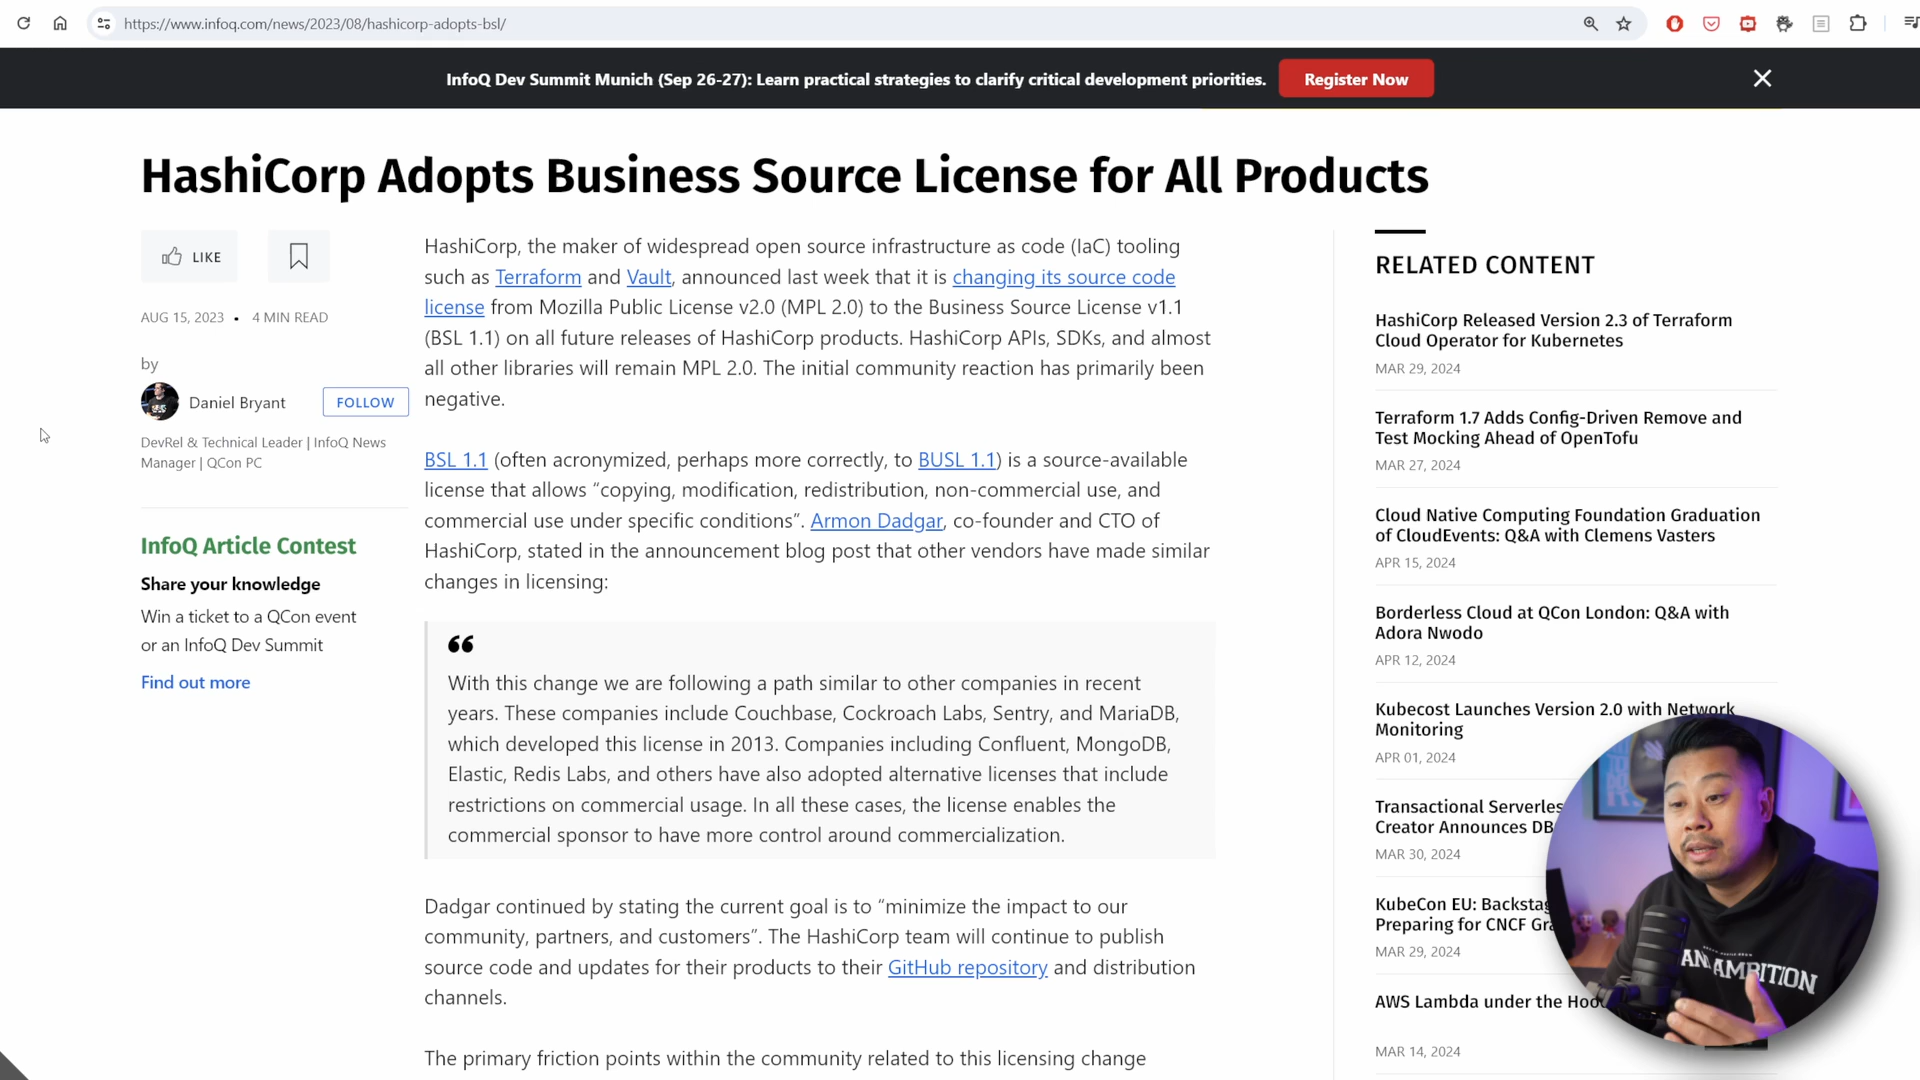 https://www.infoq.com/news/2023/08/hashicorp-adopts-bsl/
InfoQ Dev Summit Munich (Sep 26-27): Learn practical strategies to clarify critical development priorities.
Register Now
HashiCorp Adopts Business Source License for All Products
LIKE
AUG 15, 2023 • 4 MIN READ
by
Daniel Bryant
FOLLOW
DevRel & Technical Leader | InfoQ News
Manager | QCon PC
InfoQ Article Contest
Share your knowledge
Win a ticket to a QCon event
or an InfoQ Dev Summit
Find out more
HashiCorp, the maker of widespread open source infrastructure as code (IaC) tooling
such as Terraform and Vault, announced last week that it is changing its source code
license from Mozilla Public License v2.0 (MPL 2.0) to the Business Source License v1.1
(BSL 1.1) on all future releases of HashiCorp products. HashiCorp APIs, SDKs, and almost
all other libraries will remain MPL 2.0. The initial community reaction has primarily been
negative.
BSL 1.1 (often acronymized, perhaps more correctly, to BUSL 1.1) is a source-available
license that allows “copying, modification, redistribution, non-commercial use, and
commercial use under specific conditions”. Armon Dadgar, co-founder and CTO of
HashiCorp, stated in the announcement blog post that other vendors have made similar
changes in licensing:
“
With this change we are following a path similar to other companies in recent
years. These companies include Couchbase, Cockroach Labs, Sentry, and MariaDB,
which developed this license in 2013. Companies including Confluent, MongoDB,
Elastic, Redis Labs, and others have also adopted alternative licenses that include
restrictions on commercial usage. In all these cases, the license enables the
commercial sponsor to have more control around commercialization.
Dadgar continued by stating the current goal is to “minimize the impact to our
community, partners, and customers”. The HashiCorp team will continue to publish
source code and updates for their products to their GitHub repository and distribution
channels.
The primary friction points within the community related to this licensing change
RELATED CONTENT
HashiCorp Released Version 2.3 of Terraform
Cloud Operator for Kubernetes
MAR 29, 2024
Terraform 1.7 Adds Config-Driven Remove and
Test Mocking Ahead of OpenTofu
MAR 27, 2024
Cloud Native Computing Foundation Graduation
of CloudEvents: Q&A with Clemens Vasters
APR 15, 2024
Borderless Cloud at QCon London: Q&A with
Adora Nwodo
APR 12, 2024
Kubecost Launches Version 2.0 with Network
Monitoring
APR 01, 2024
Transactional Serverles
Creator Announces DB
MAR 30, 2024
KubeCon EU: Backstag
Preparing for CNCF Gra
MAR 29, 2024
AWS Lambda under the Hoo
MAR 14, 2024
AMBITION